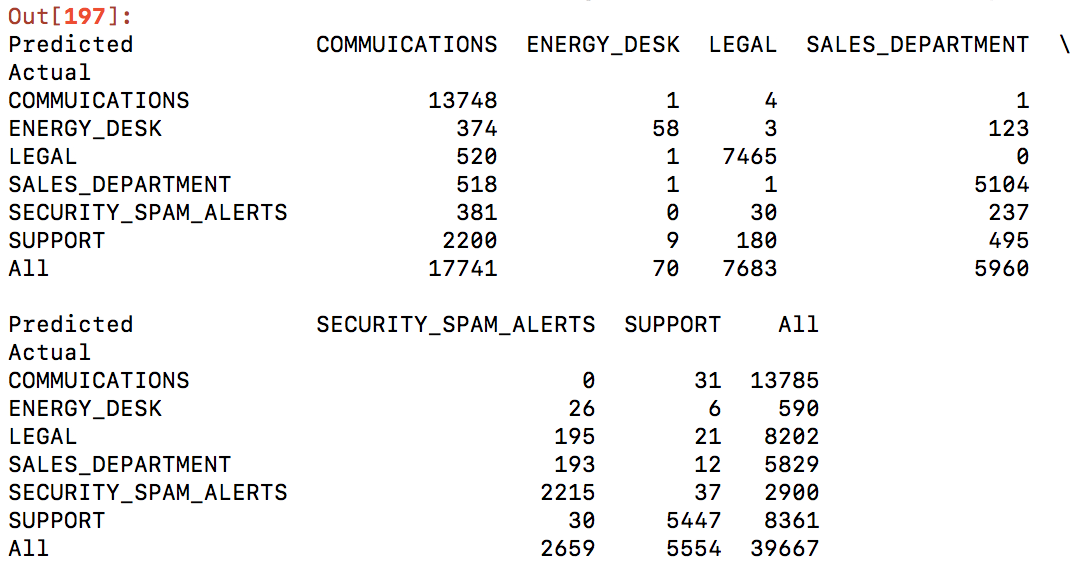 Out[197]:
Predicted COMMUICATIONS ENERGY_DESK LEGAL SALES_DEPARTMENT \
Actual
COMMUICATIONS 13748 1 4 1
ENERGY_DESK 374 58 3 123
LEGAL 520 1 7465 0
SALES_DEPARTMENT 518 1 1 5104
SECURITY_SPAM_ALERTS 381 0 30 237
SUPPORT 2200 9 180 495
All 17741 70 7683 5960
Predicted SECURITY_SPAM_ALERTS SUPPORT All
Actual
COMMUICATIONS 0 31 13785
ENERGY_DESK 26 6 590
LEGAL 195 21 8202
SALES_DEPARTMENT 193 12 5829
SECURITY_SPAM_ALERTS 2215 37 2900
SUPPORT 30 5447 8361
All 2659 5554 39667